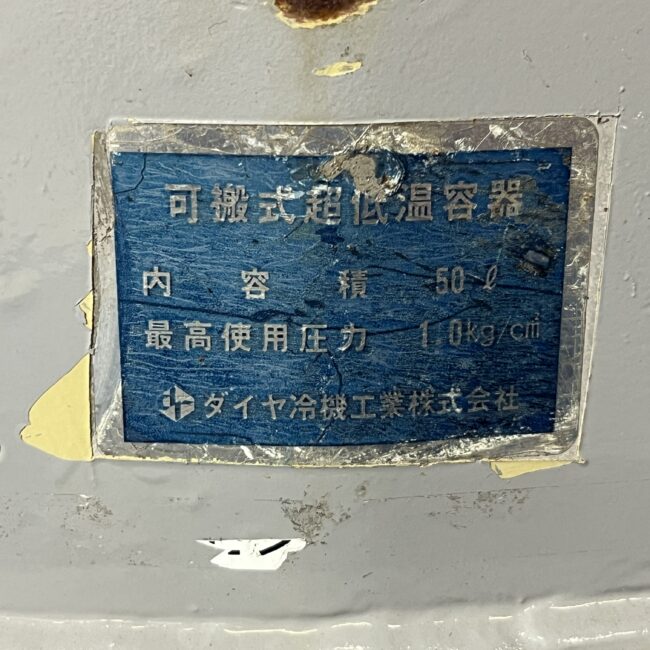 可搬式超低温容器
内容積 50ℓ
最高使用圧力 1.0kg/cm²
ダイヤ冷機工業株式会社